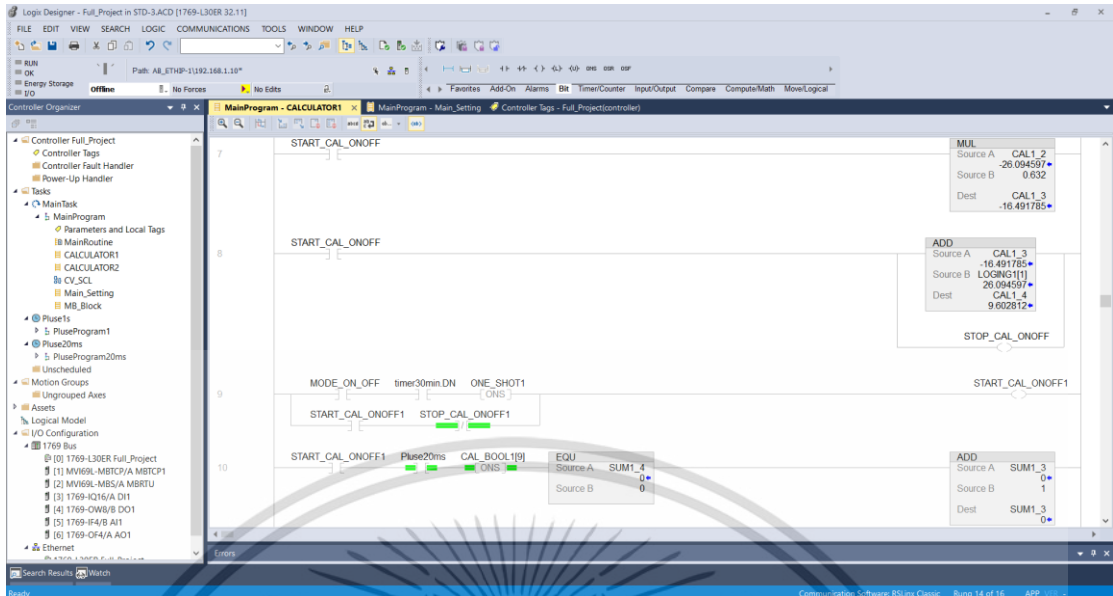 Logix Designer - Full_Project in STD-3.ACD [1769-L30ER 32.11]
FILE EDIT VIEW SEARCH LOGIC COMMUNICATIONS TOOLS WINDOW HELP
RUN
OK
Energy Storage
I/O
Path: AB_ETHIP-1\192.168.1.10*
Offline No Forces No Edits
Favorites Add-On Alarms Bit Timer/Counter Input/Output Compare Compute/Math Move/Logical
Controller Organizer
MainProgram - CALCULATOR1 MainProgram - Main_Setting Controller Tags - Full_Project(controller)
Controller Full_Project
Controller Tags
Controller Fault Handler
Power-Up Handler
Tasks
MainTask
MainProgram
Parameters and Local Tags
MainRoutine
CALCULATOR1
CALCULATOR2
CV_SCL
Main_Setting
MB_Block
Pluse1s
PluseProgram1
Pluse20ms
PluseProgram20ms
Unscheduled
Motion Groups
Ungrouped Axes
Assets
Logical Model
I/O Configuration
1769 Bus
[0] 1769-L30ER Full_Project
[1] MVI69L-MBTCP/A MBTCP1
[2] MVI69L-MBS/A MBRTU
[3] 1769-IQ16/A DI1
[4] 1769-OW8/B DO1
[5] 1769-IF4/B AI1
[6] 1769-OF4/A AO1
Ethernet
1769-L30ER Full_Project
7
START_CAL_ONOFF
MUL
Source A CAL1_2
-26.094597
Source B 0.632
Dest CAL1_3
-16.491785
8
START_CAL_ONOFF
ADD
Source A CAL1_3
-16.491785
Source B LOGING1[1]
26.094597
Dest CAL1_4
9.602812
STOP_CAL_ONOFF
9
MODE_ON_OFF timer30min.DN ONE_SHOT1
ONS
START_CAL_ONOFF1
START_CAL_ONOFF1 STOP_CAL_ONOFF1
10
START_CAL_ONOFF1 Pluse20ms CAL_BOOL1[9]
ONS
EQU
Source A SUM1_4
0
Source B 0
ADD
Source A SUM1_3
0
Source B 1
Dest SUM1_3
0
Errors
Search Results Watch
Ready
Communication Software: RSLinx Classic Rung 14 of 16 APP VER